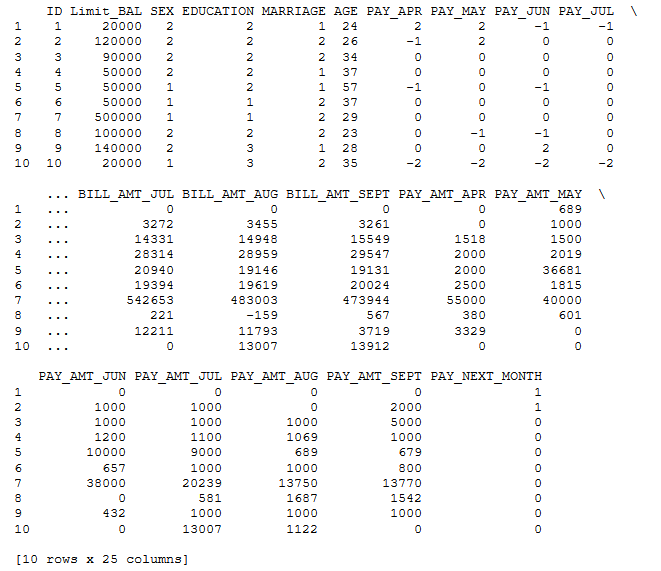 ID Limit_BAL SEX EDUCATION MARRIAGE AGE PAY_APR PAY_MAY PAY_JUN PAY_JUL \
1 1 20000 2 2 1 24 2 2 -1 -1
2 2 120000 2 2 2 26 -1 2 0 0
3 3 90000 2 2 2 34 0 0 0 0
4 4 50000 2 2 1 37 0 0 0 0
5 5 50000 1 2 1 57 -1 0 -1 0
6 6 50000 1 1 2 37 0 0 0 0
7 7 500000 1 1 2 29 0 0 0 0
8 8 100000 2 2 2 23 0 -1 -1 0
9 9 140000 2 3 1 28 0 0 2 0
10 10 20000 1 3 2 35 -2 -2 -2 -2
... BILL_AMT_JUL BILL_AMT_AUG BILL_AMT_SEPT PAY_AMT_APR PAY_AMT_MAY \
1 ... 0 0 0 0 689
2 ... 3272 3455 3261 0 1000
3 ... 14331 14948 15549 1518 1500
4 ... 28314 28959 29547 2000 2019
5 ... 20940 19146 19131 2000 36681
6 ... 19394 19619 20024 2500 1815
7 ... 542653 483003 473944 55000 40000
8 ... 221 -159 567 380 601
9 ... 12211 11793 3719 3329 0
10 ... 0 13007 13912 0 0
PAY_AMT_JUN PAY_AMT_JUL PAY_AMT_AUG PAY_AMT_SEPT PAY_NEXT_MONTH
1 0 0 0 0 1
2 1000 1000 0 2000 1
3 1000 1000 1000 5000 0
4 1200 1100 1069 1000 0
5 10000 9000 689 679 0
6 657 1000 1000 800 0
7 38000 20239 13750 13770 0
8 0 581 1687 1542 0
9 432 1000 1000 1000 0
10 0 13007 1122 0 0
[10 rows x 25 columns]